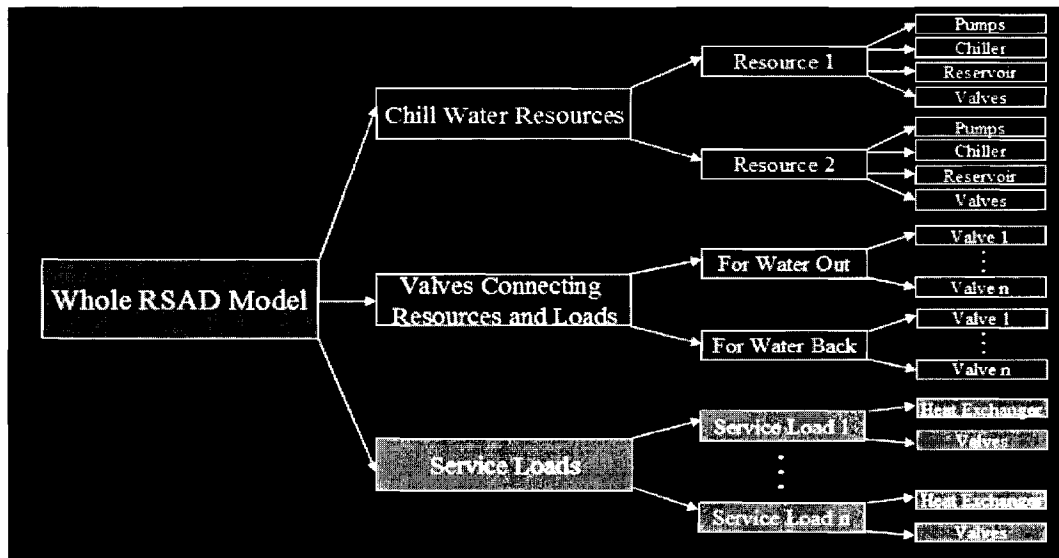 Whole RSAD Model
Chill Water Resources
Resource 1
Pumps
Chiller
Reservoir
Valves
Resource 2
Pumps
Chiller
Reservoir
Valves
Valves Connecting
Resources and Loads
For Water Out
Valve 1
Valve n
For Water Back
Valve 1
Valve n
Service Loads
Service Load 1
Heat Exchanger
Valves
Service Load n
Heat Exchanger
Valves